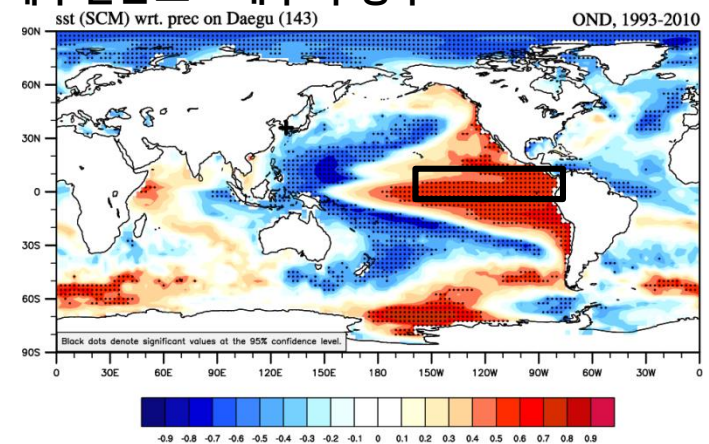 sst (SCM) wrt. prec on Daegu (143) OND, 1993-2010
90N
60N
30N
0
30S
60S
90S
Black dots denote significant values at the 95% confidence level.
0 30E 60E 90E 120E 150E 180 150W 120W 90W 60W 30W 0
-0.9 -0.8 -0.7 -0.6 -0.5 -0.4 -0.3 -0.2 -0.1 0 0.1 0.2 0.3 0.4 0.5 0.6 0.7 0.8 0.9